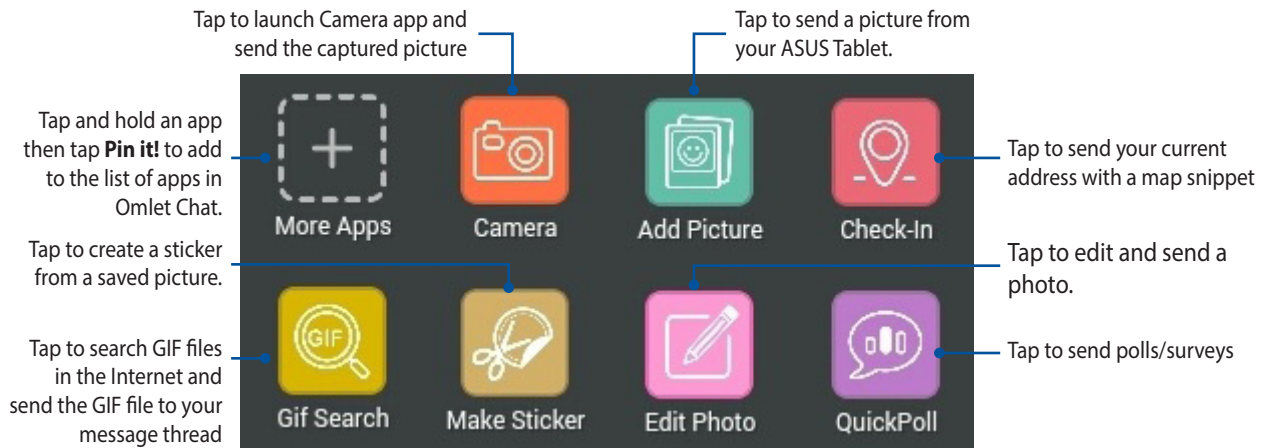 Tap to launch Camera app and
send the captured picture
Tap to send a picture from
your ASUS Tablet.
Tap and hold an app
then tap Pin it! to add
to the list of apps in
Omlet Chat.
More Apps
Camera
Add Picture
Check-In
Tap to send your current
address with a map snippet
Tap to create a sticker
from a saved picture.
Tap to edit and send a
photo.
Tap to search GIF files
in the Internet and
send the GIF file to your
message thread
GIF
Gif Search
Make Sticker
Edit Photo
QuickPoll
Tap to send polls/surveys